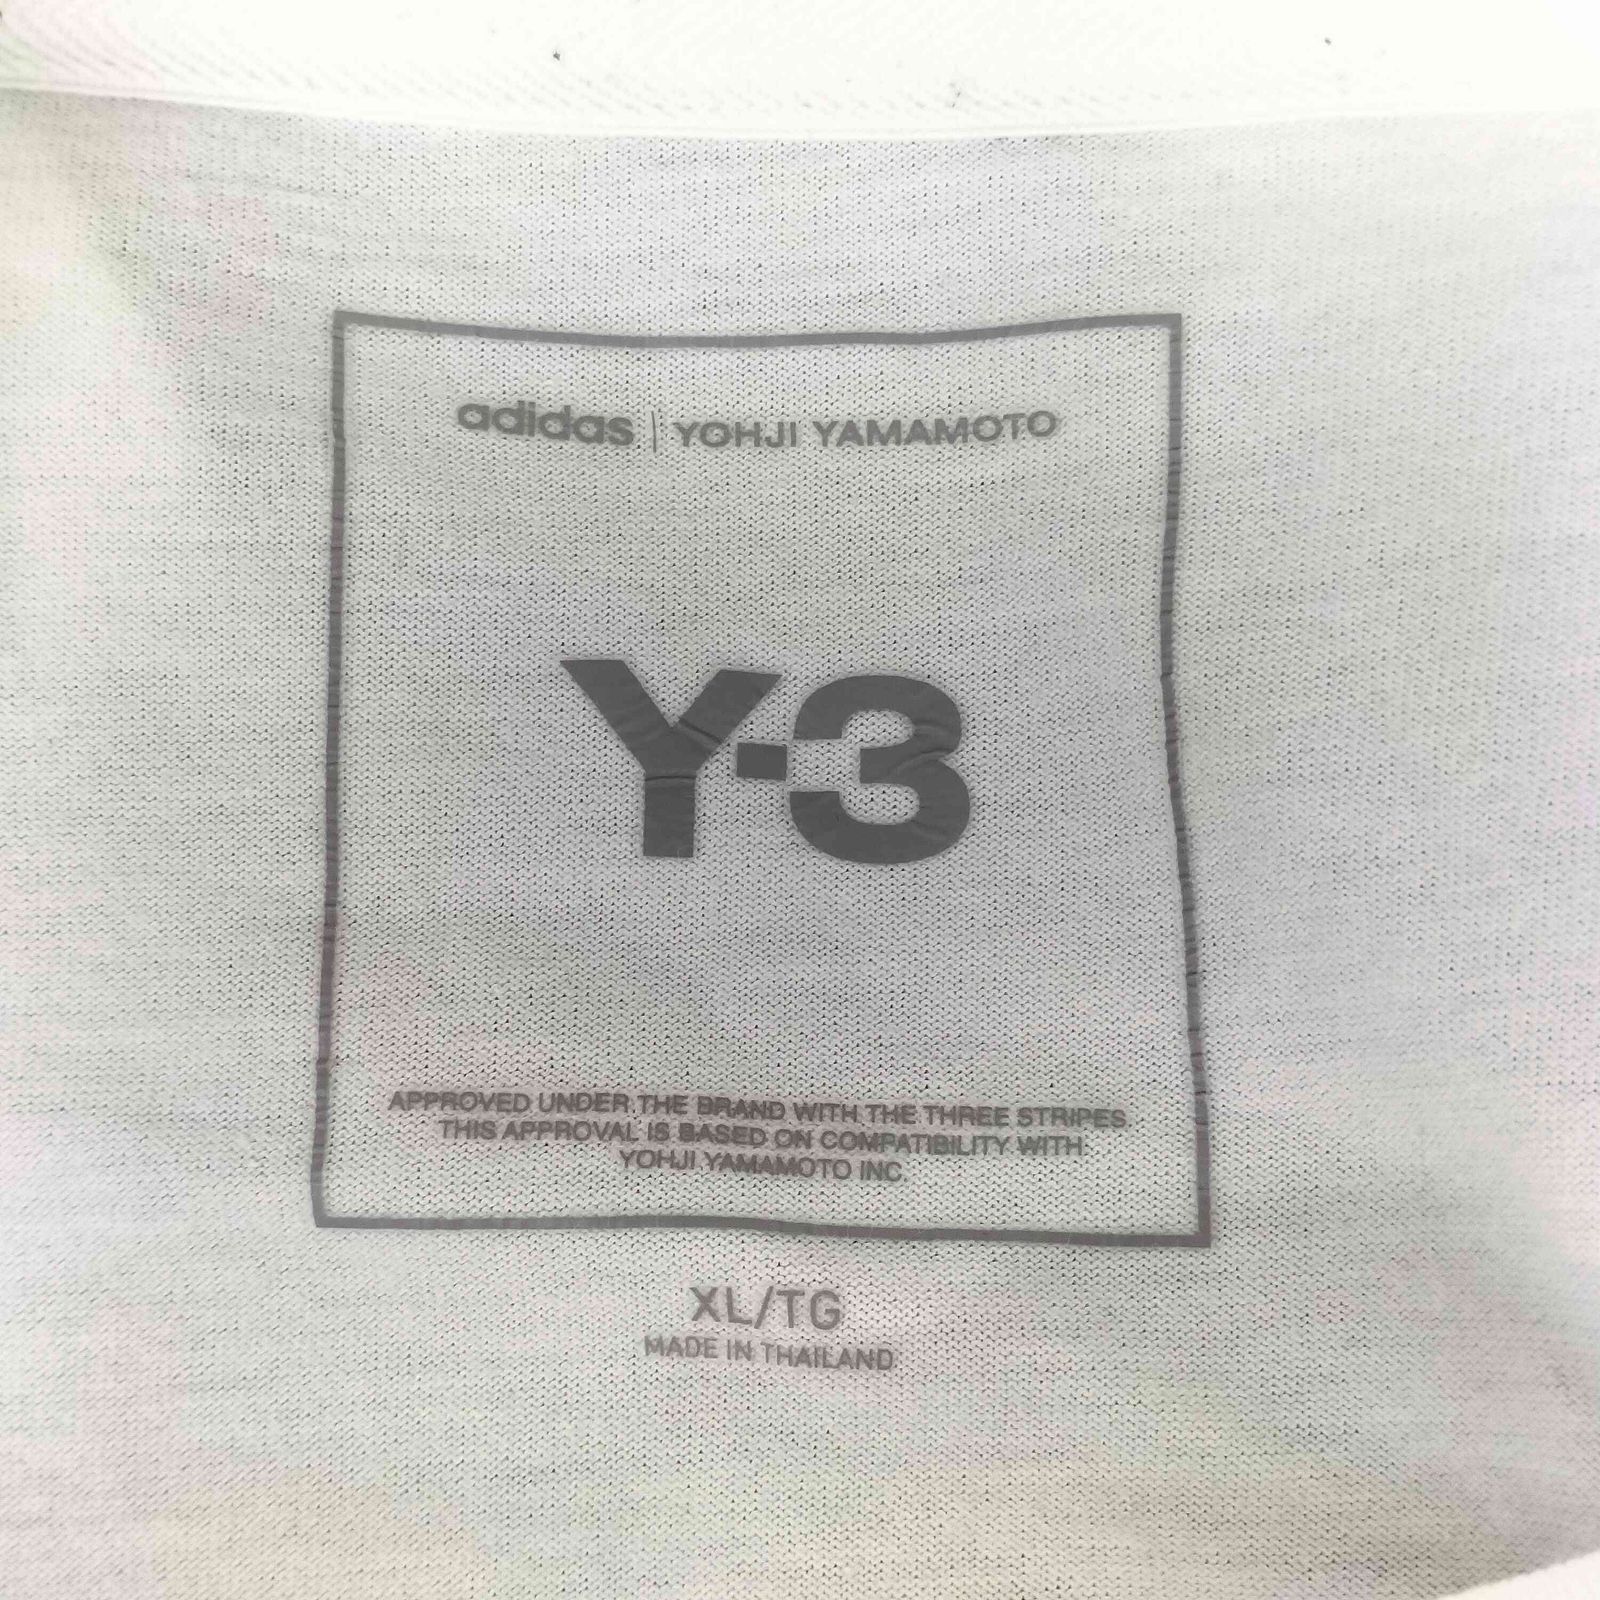 adidas | YOHJI YAMAMOTO
Y-3
APPROVED UNDER THE BRAND WITH THE THREE STRIPES
THIS APPROVAL IS BASED ON COMPATIBILITY WITH
YOHJI YAMAMOTO INC.
XL/TG
MADE IN THAILAND